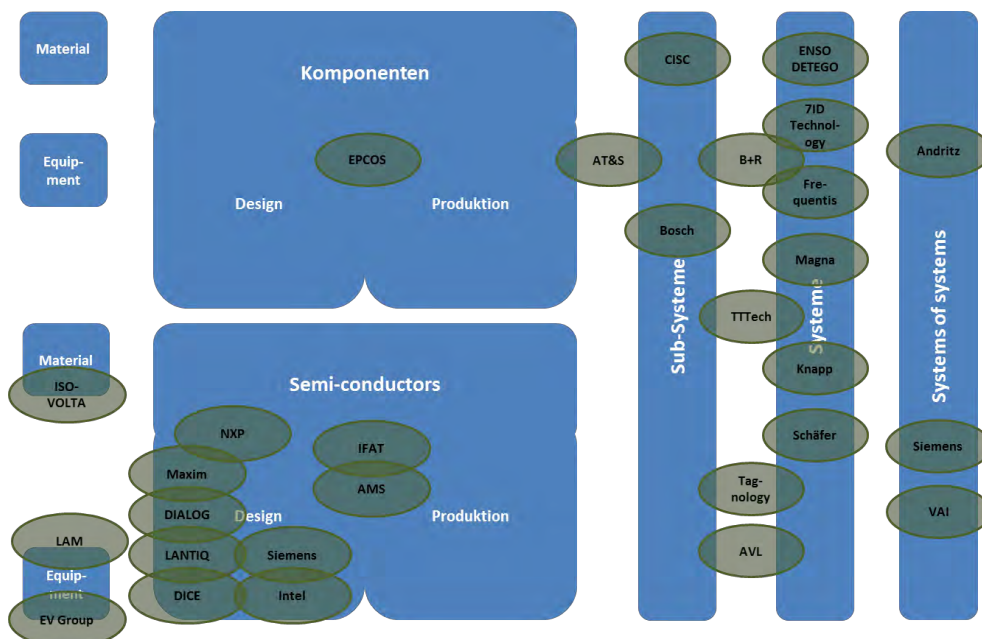 Material
Komponenten
Equip-
ment
EPCOS
Design
Produktion
AT&S
CISC
Bosch
Sub-Systeme
B+R
TTTech
Tag-
nology
AVL
ENSO
DETEGO
7ID
Technol-
ogy
Fre-
quentis
Magna
Systeme
Knapp
Schäfer
Andritz
Systems of systems
Siemens
VAI
Material
ISO-
VOLTA
LAM
Equip-
ment
EV Group
Semi-conductors
NXP
IFAT
Maxim
AMS
DIALOG
Design
Produktion
LANTIQ
Siemens
DICE
Intel